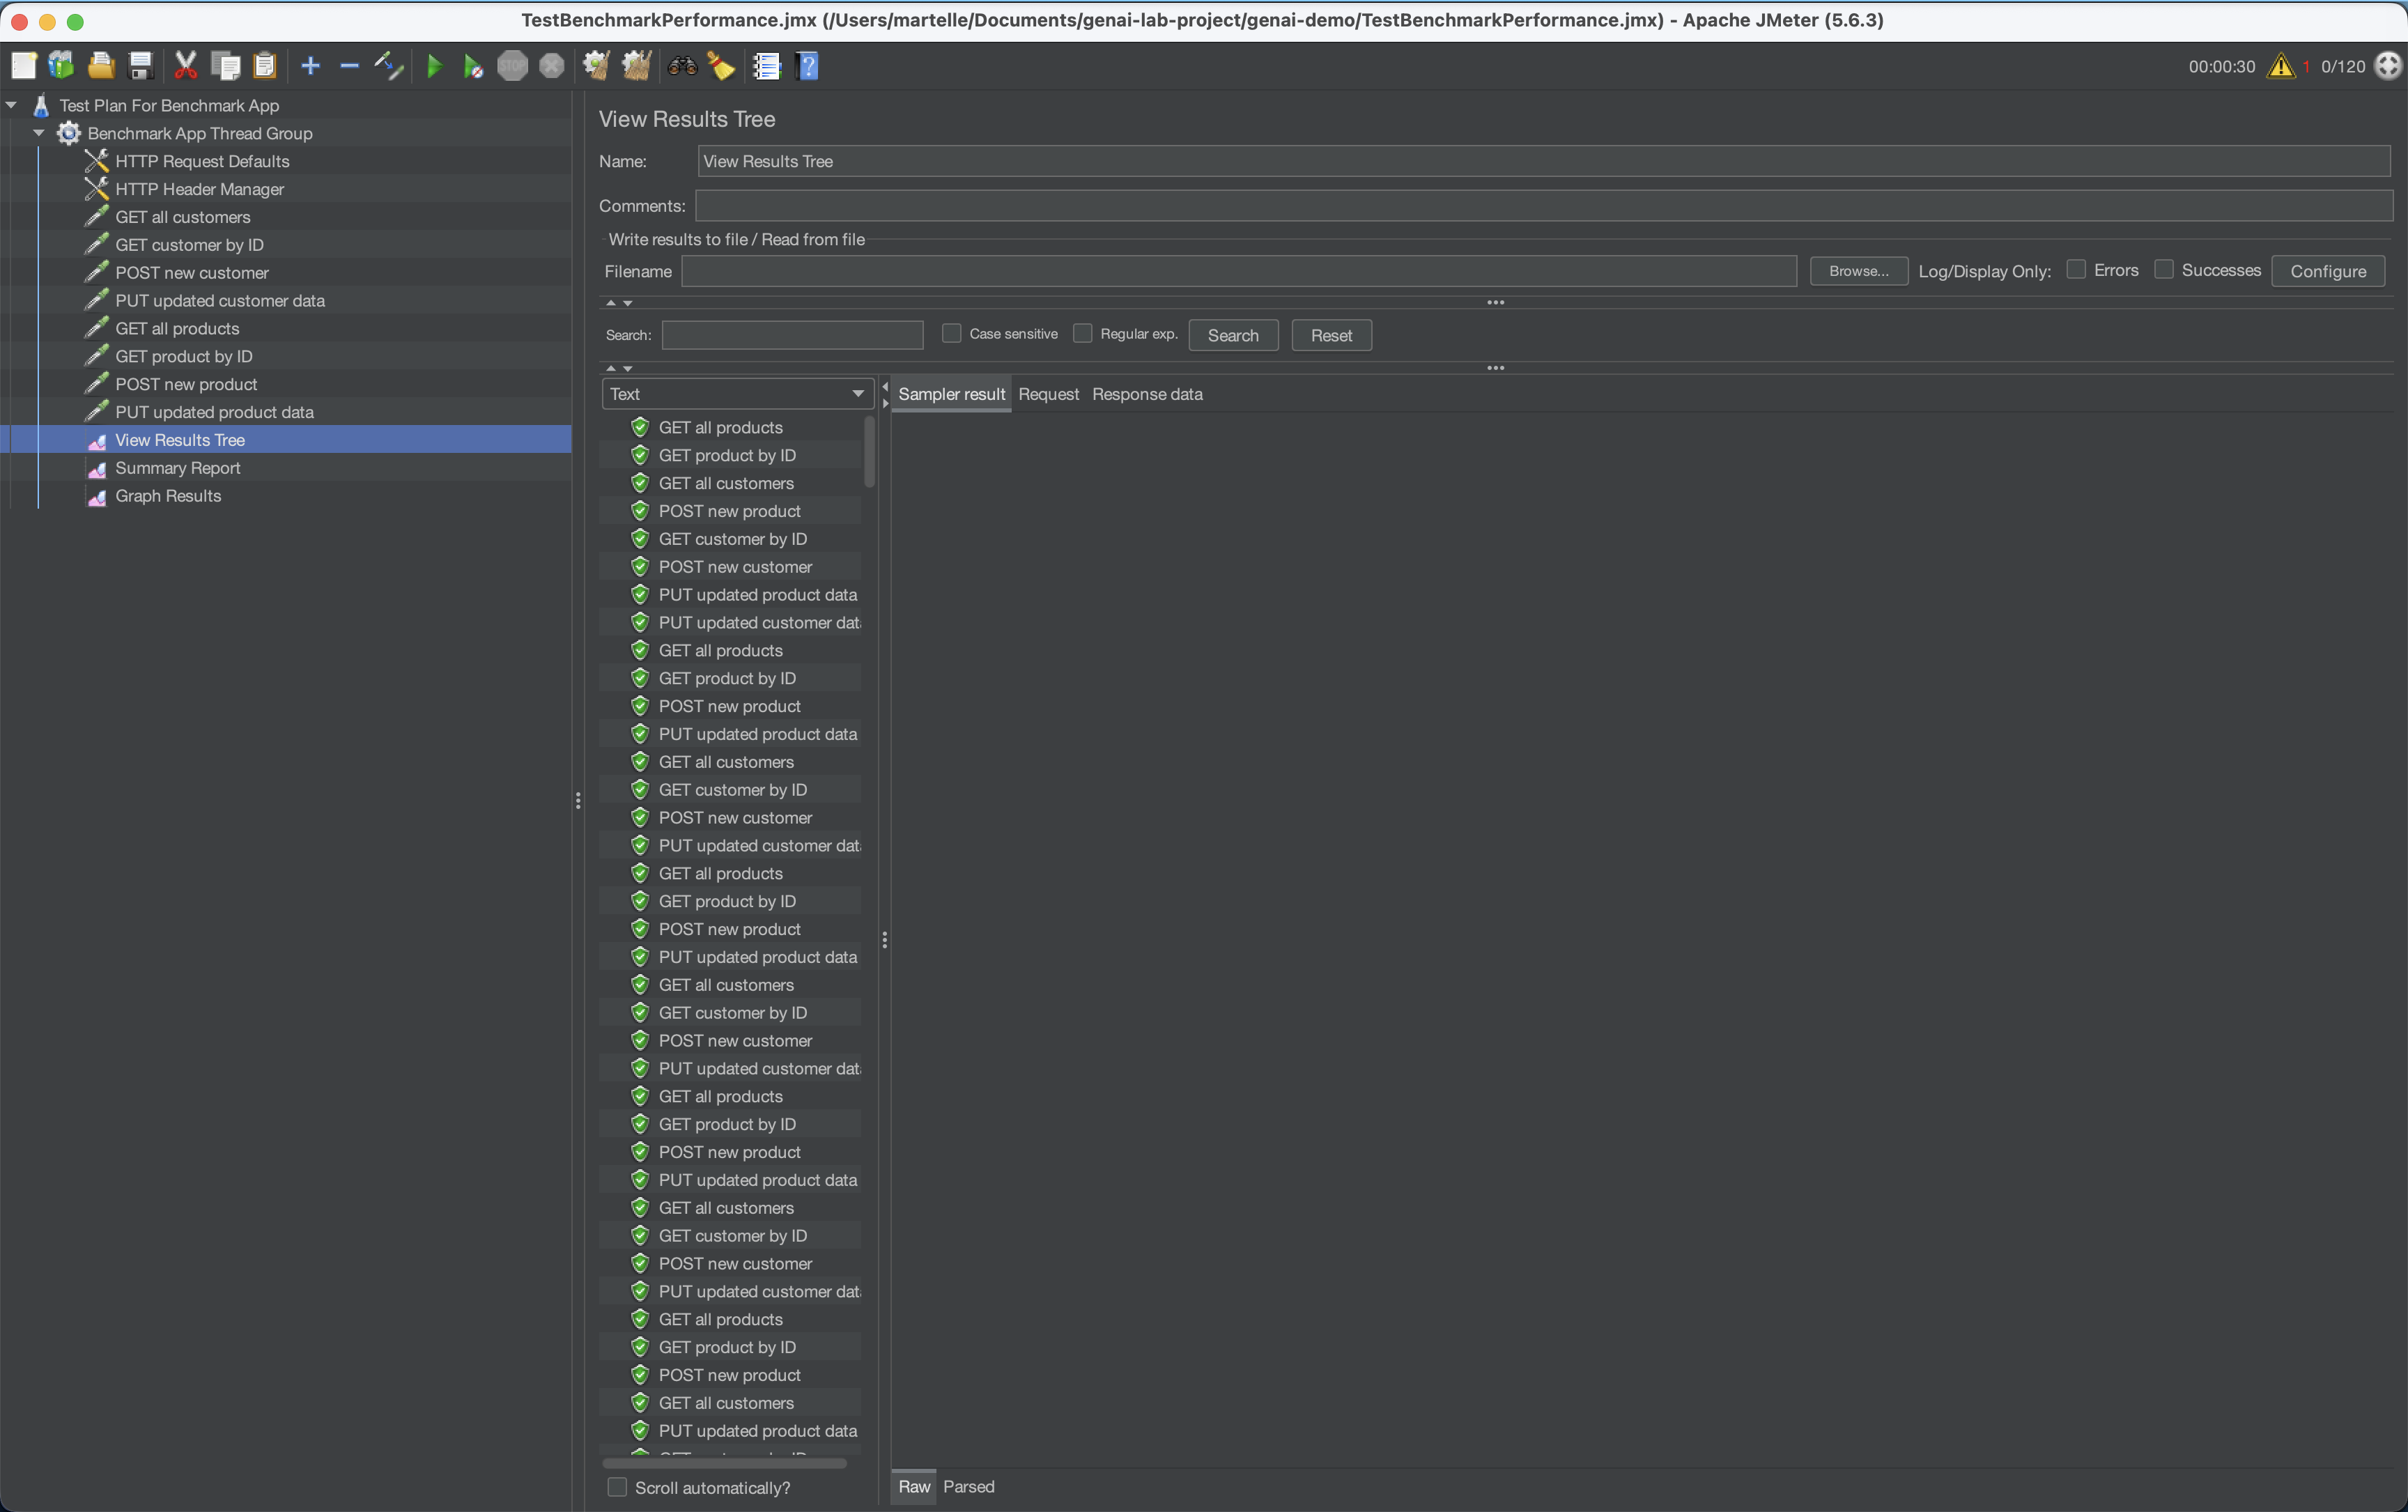 TestBenchmarkPerformance.jmx (/Users/martelle/Documents/genai-lab-project/genai-demo/TestBenchmarkPerformance.jmx) - Apache JMeter (5.6.3)
STOP
?
00:00:30 1 0/120
Test Plan For Benchmark App
Benchmark App Thread Group
HTTP Request Defaults
HTTP Header Manager
GET all customers
GET customer by ID
POST new customer
PUT updated customer data
GET all products
GET product by ID
POST new product
PUT updated product data
View Results Tree
Summary Report
Graph Results
View Results Tree
Name: View Results Tree
Comments:
Write results to file / Read from file
Filename Browse... Log/Display Only: Errors Successes Configure
Search: Case sensitive Regular exp. Search Reset
Text
Sampler result Request Response data
GET all products
GET product by ID
GET all customers
POST new product
GET customer by ID
POST new customer
PUT updated product data
PUT updated customer dat
GET all products
GET product by ID
POST new product
PUT updated product data
GET all customers
GET customer by ID
POST new customer
PUT updated customer dat
GET all products
GET product by ID
POST new product
PUT updated product data
GET all customers
GET customer by ID
POST new customer
PUT updated customer dat
GET all products
GET product by ID
POST new product
PUT updated product data
GET all customers
GET customer by ID
POST new customer
PUT updated customer dat
GET all products
GET product by ID
POST new product
GET all customers
PUT updated product data
Scroll automatically?
Raw Parsed